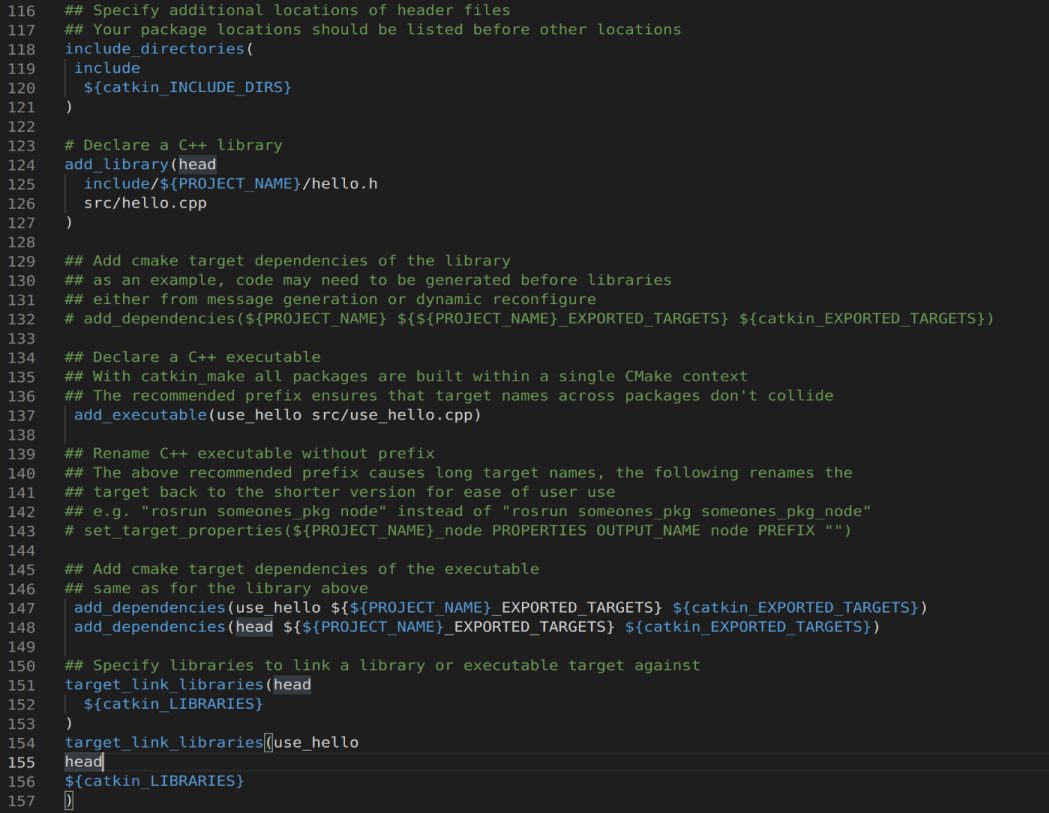 116 ## Specify additional locations of header files
117 ## Your package locations should be listed before other locations
118 include_directories(
119 include
120 ${catkin_INCLUDE_DIRS}
121 )
122
123 # Declare a C++ library
124 add_library(head
125 include/${PROJECT_NAME}/hello.h
126 src/hello.cpp
127 )
128
129 ## Add cmake target dependencies of the library
130 ## as an example, code may need to be generated before libraries
131 ## either from message generation or dynamic reconfigure
132 # add_dependencies(${PROJECT_NAME} ${${PROJECT_NAME}_EXPORTED_TARGETS} ${catkin_EXPORTED_TARGETS})
133
134 ## Declare a C++ executable
135 ## With catkin_make all packages are built within a single CMake context
136 ## The recommended prefix ensures that target names across packages don't collide
137 add_executable(use_hello src/use_hello.cpp)
138
139 ## Rename C++ executable without prefix
140 ## The above recommended prefix causes long target names, the following renames the
141 ## target back to the shorter version for ease of user use
142 ## e.g. "rosrun someones_pkg node" instead of "rosrun someones_pkg someones_pkg_node"
143 # set_target_properties(${PROJECT_NAME}_node PROPERTIES OUTPUT_NAME node PREFIX "")
144
145 ## Add cmake target dependencies of the executable
146 ## same as for the library above
147 add_dependencies(use_hello ${${PROJECT_NAME}_EXPORTED_TARGETS} ${catkin_EXPORTED_TARGETS})
148 add_dependencies(head ${${PROJECT_NAME}_EXPORTED_TARGETS} ${catkin_EXPORTED_TARGETS})
149
150 ## Specify libraries to link a library or executable target against
151 target_link_libraries(head
152 ${catkin_LIBRARIES}
153 )
154 target_link_libraries(use_hello
155 head
156 ${catkin_LIBRARIES}
157 )